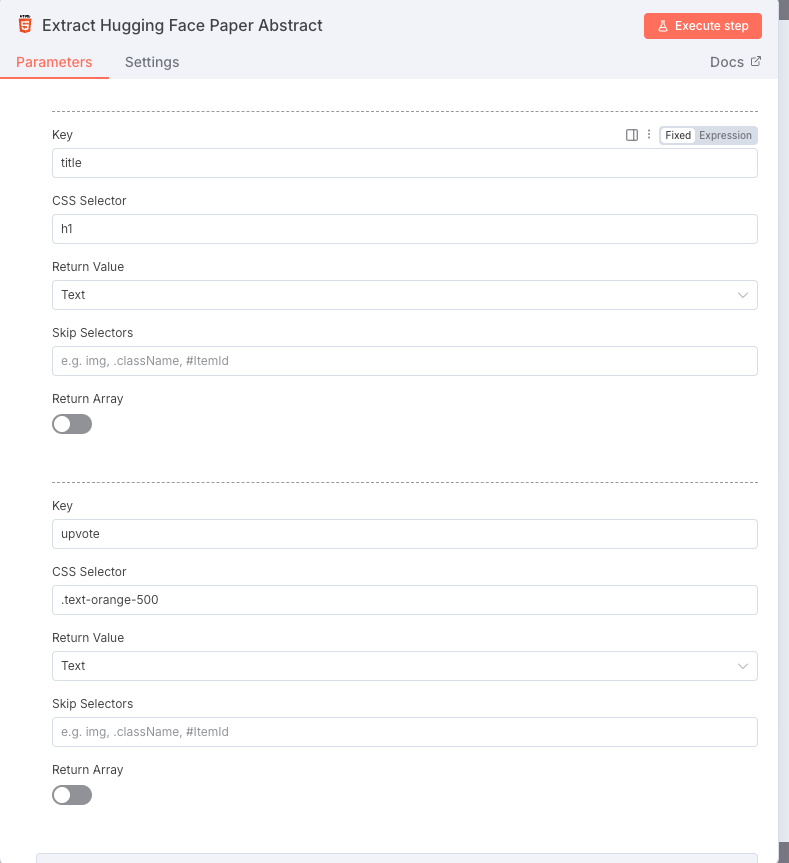 Extract Hugging Face Paper Abstract
Execute step
Parameters
Settings
Docs
Key
Fixed
Expression
title
CSS Selector
h1
Return Value
Text
Skip Selectors
e.g. img, .className, #ItemId
Return Array
Key
upvote
CSS Selector
.text-orange-500
Return Value
Text
Skip Selectors
e.g. img, .className, #ItemId
Return Array